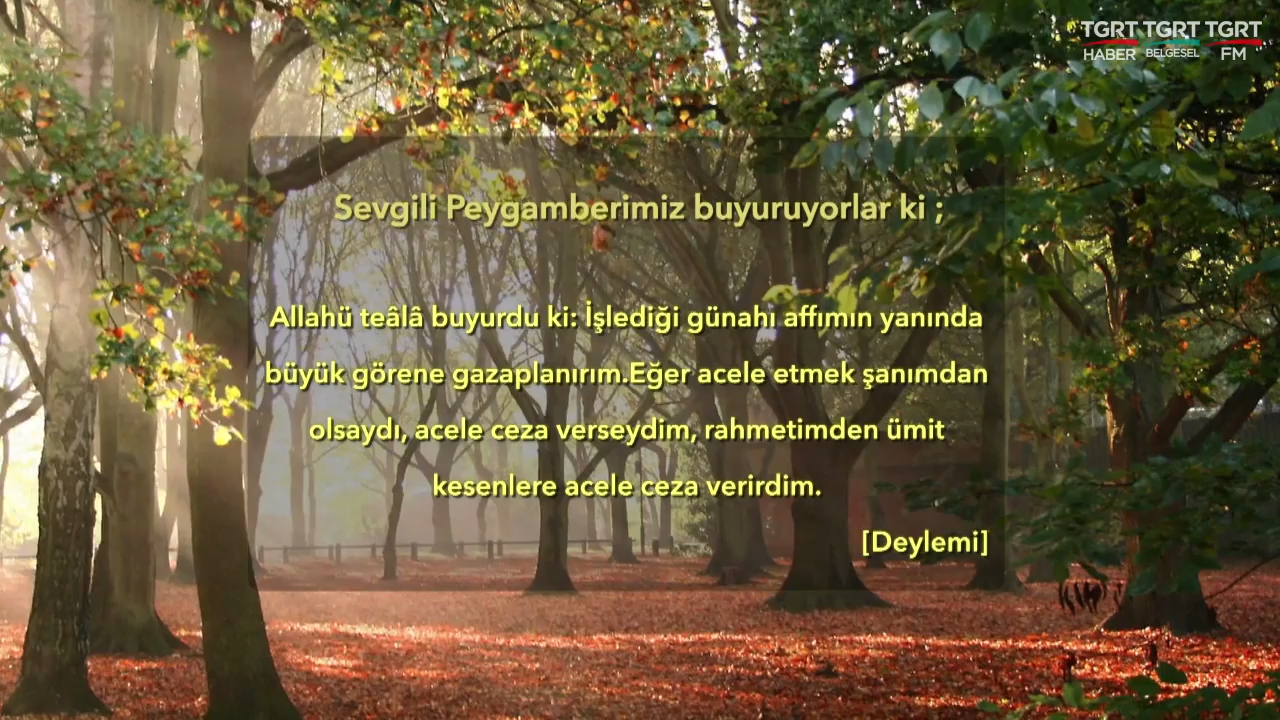 TGRT HABER TGRT BELGESEL TGRT FM
Sevgili Peygamberimiz buyuruyorlar ki ;
Allahü teâlâ buyurdu ki: İşlediği günahı affımın yanında
büyük görene gazaplanırım.Eğer acele etmek şanımdan
olsaydı, acele ceza verseydim, rahmetimden ümit
kesenlere acele ceza verirdim.
[Deylemi]